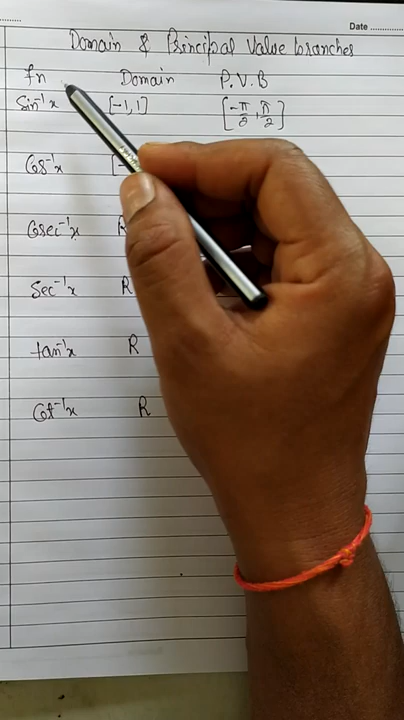 Date
Domain & Principal Value branches
fn Domain P.V.B
Sin⁻¹x [-1, 1] [-π/2, π/2]
Cos⁻¹x [-
Cosec⁻¹x R
Sec⁻¹x R
tan⁻¹x R
Cot⁻¹x R